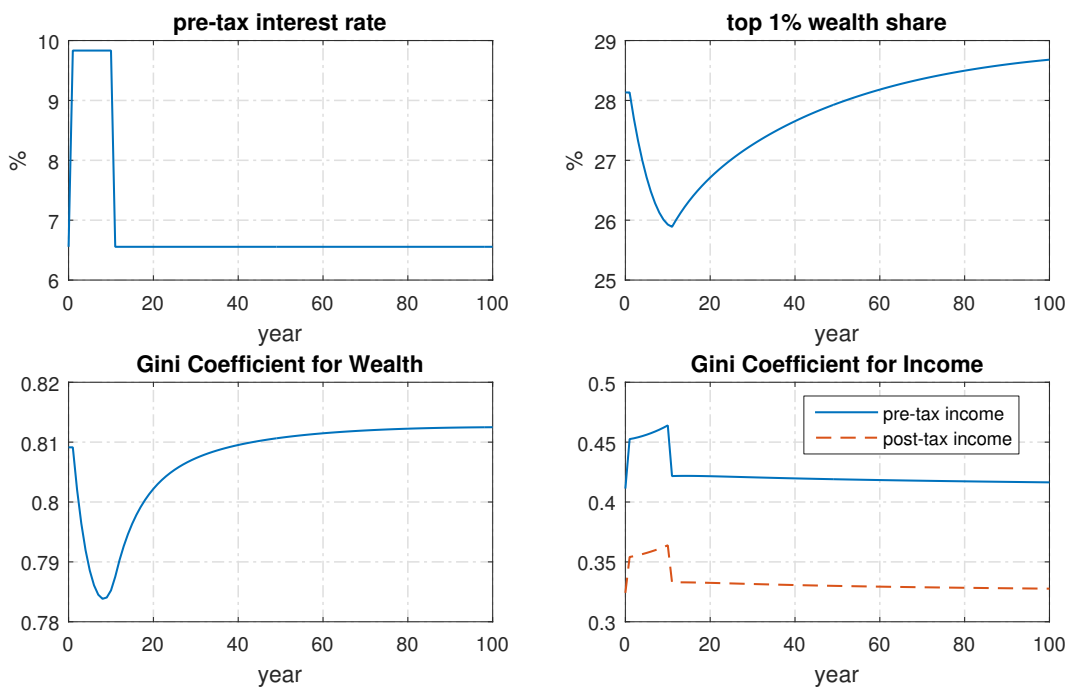 pre-tax interest rate
10
9
8
7
6
%
0 20 40 60 80 100
year
top 1% wealth share
29
28
27
26
25
%
0 20 40 60 80 100
year
Gini Coefficient for Wealth
0.82
0.81
0.8
0.79
0.78
0 20 40 60 80 100
year
Gini Coefficient for Income
0.5
0.45
0.4
0.35
0.3
pre-tax income
post-tax income
0 20 40 60 80 100
year